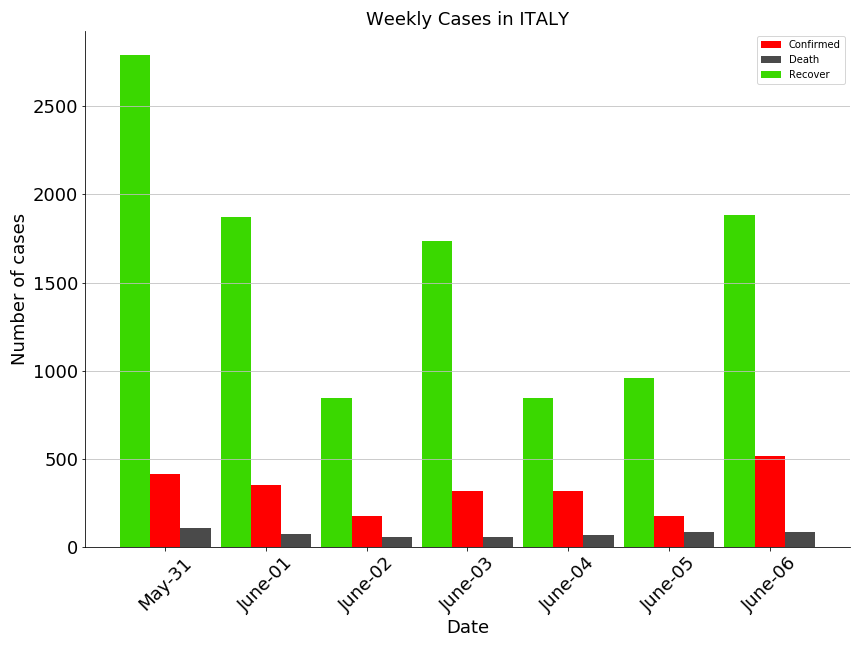 Weekly Cases in ITALY
Confirmed
Death
Recover
2500
2000
1500
1000
500
0
Number of cases
May-31
June-01
June-02
June-03
June-04
June-05
June-06
Date